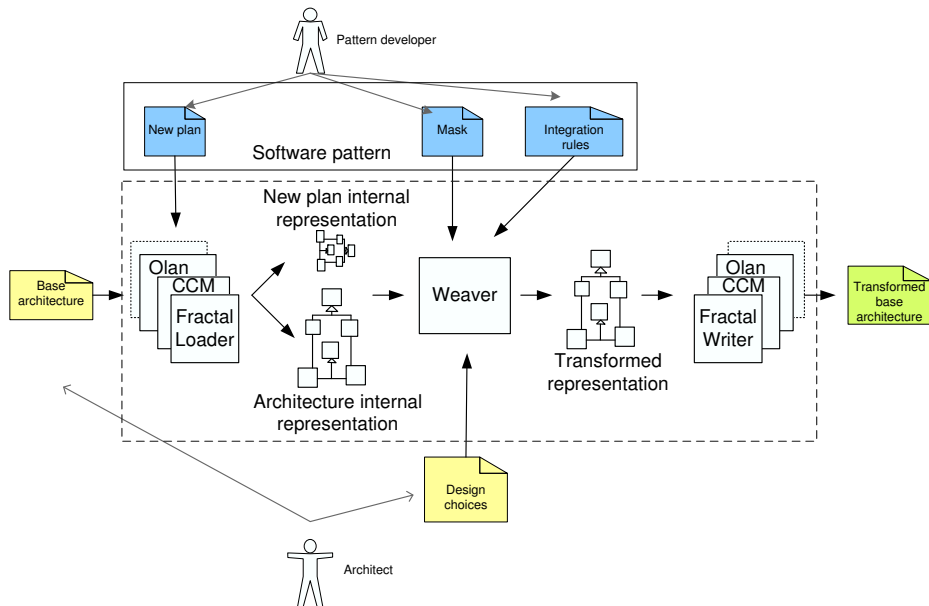 Pattern developer
New plan
Mask
Integration
rules
Software pattern
New plan internal
representation
Olan
CCM
Fractal
Loader
Base
architecture
Weaver
Olan
CCM
Fractal
Writer
Transformed
base
architecture
Transformed
representation
Architecture internal
representation
Design
choices
Architect